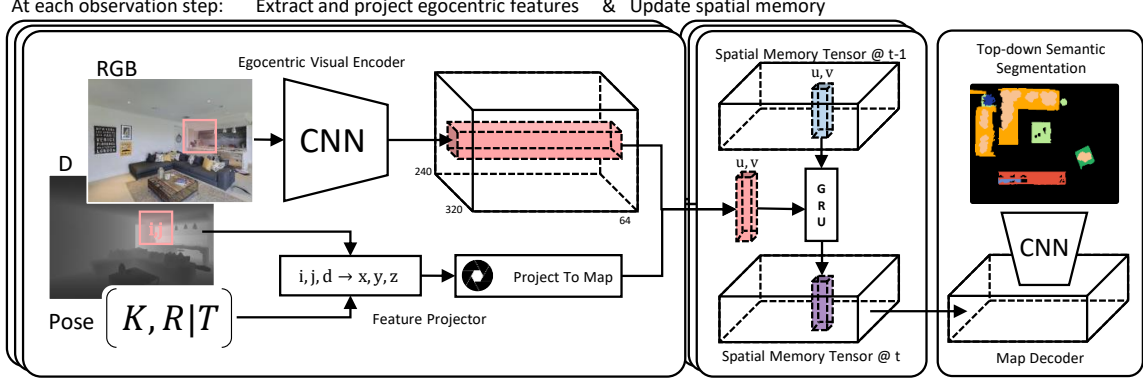 At each observation step: Extract and project egocentric features & Update spatial memory
RGB
Egocentric Visual Encoder
CNN
240
320
64
D
i,j
i, j, d → x, y, z
Project To Map
Pose
K, R|T
Feature Projector
Spatial Memory Tensor @ t-1
u, v
u, v
G
R
U
Spatial Memory Tensor @ t
Top-down Semantic
Segmentation
CNN
Map Decoder